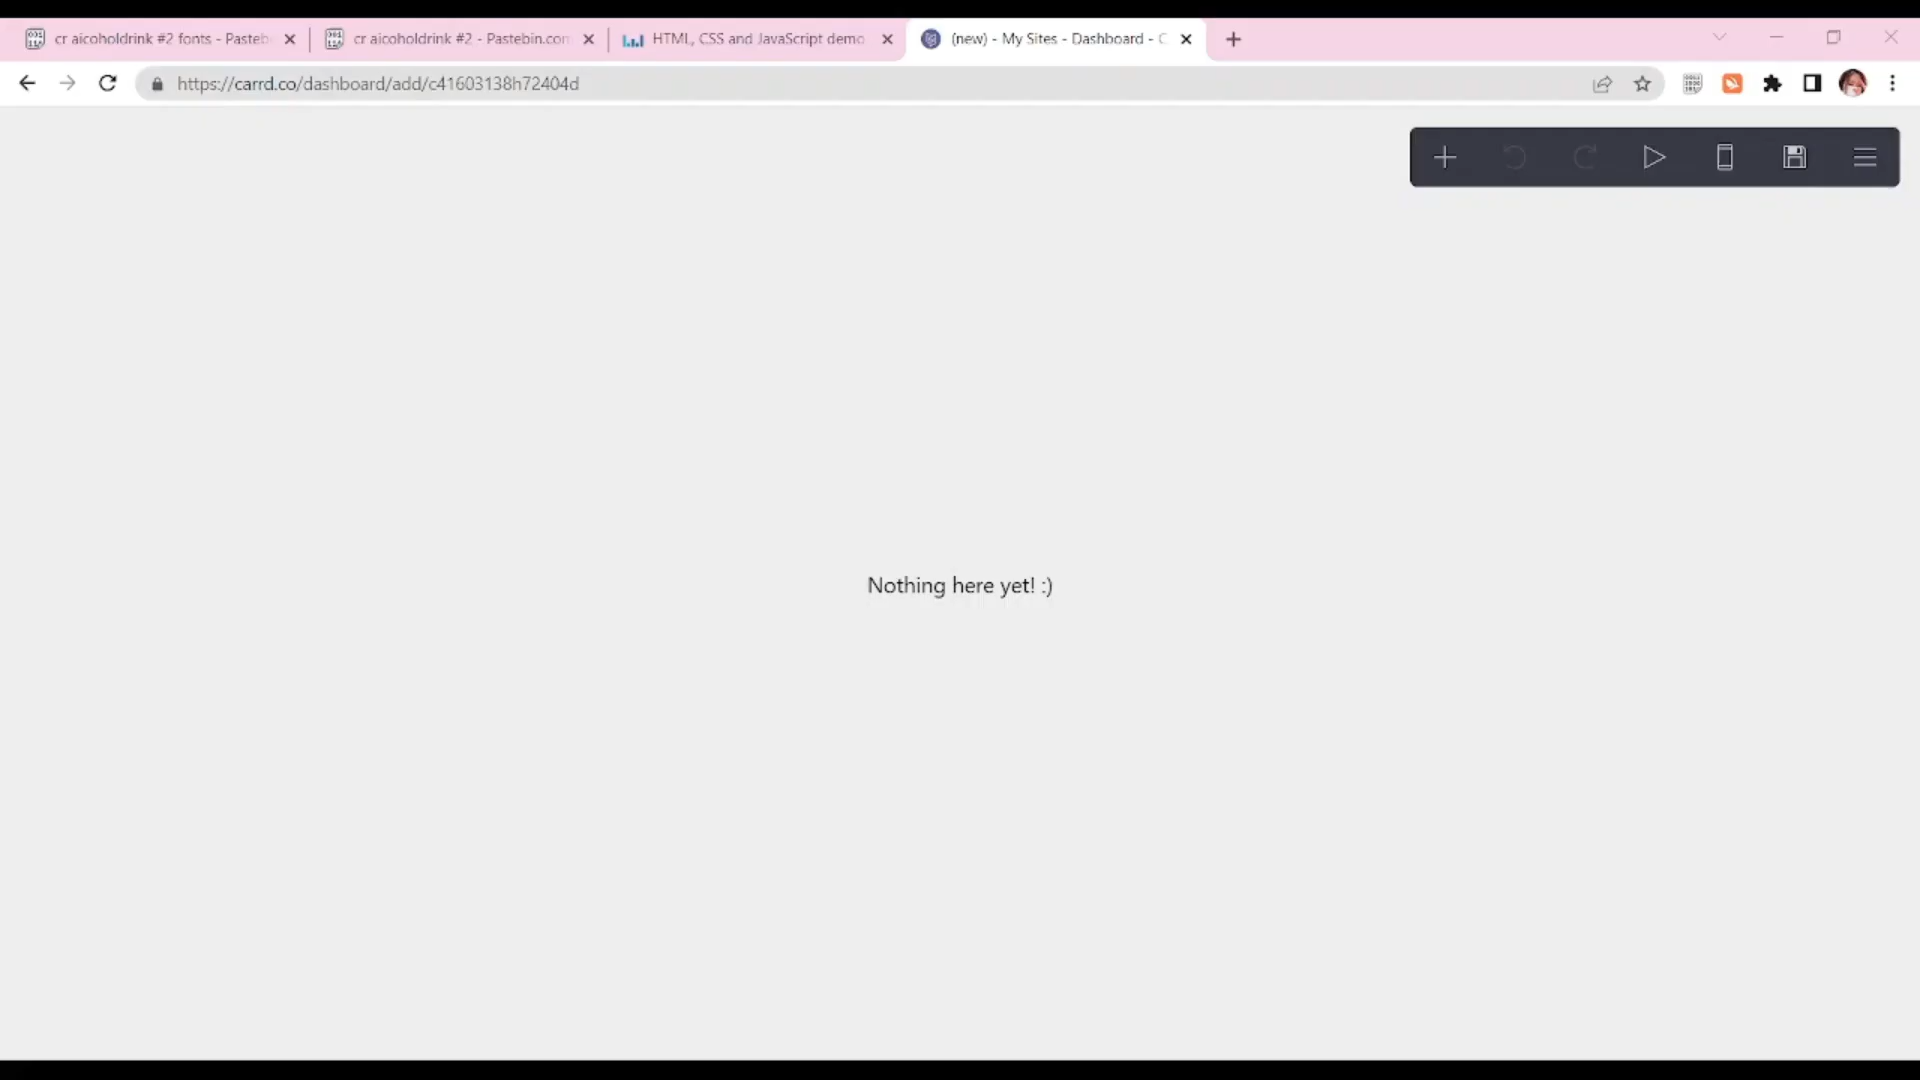 cr aicoholdrink #2 fonts - Pasteb
cr aicoholdrink #2 - Pastebin.com
HTML, CSS and JavaScript demo
(new) - My Sites - Dashboard - C
https://carrd.co/dashboard/add/c41603138h72404d
Nothing here yet! :)